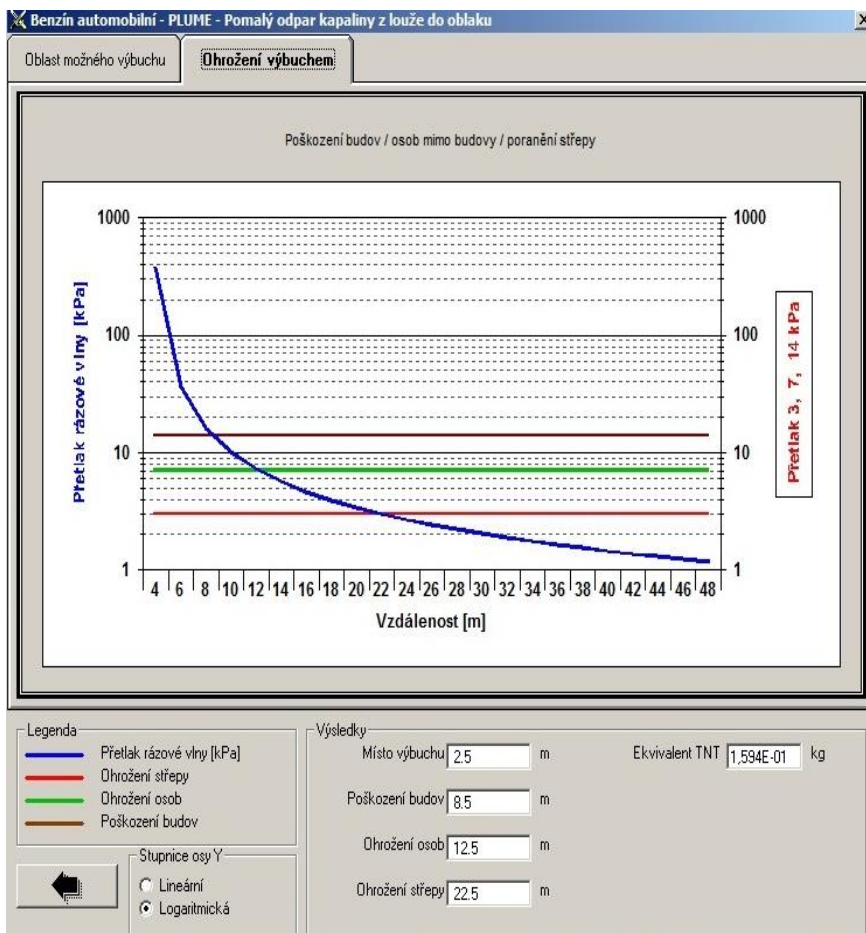 Benzín automobilní - PLUME - Pomalý odpar kapaliny z louže do oblaku
Oblast možného výbuchu
Ohrožení výbuchem
Poškození budov / osob mimo budovy / poranění střepy
Přetlak rázové vlny [kPa]
1000
100
10
1
1000
100
10
1
Přetlak 3, 7, 14 kPa
4 6 8 10 12 14 16 18 20 22 24 26 28 30 32 34 36 38 40 42 44 46 48
Vzdálenost [m]
Legenda
Přetlak rázové vlny [kPa]
Ohrožení střepy
Ohrožení osob
Poškození budov
Stupnice osy Y
Lineární
Logaritmická
Výsledky
Místo výbuchu 2.5 m
Ekvivalent TNT 1,594E-01 kg
Poškození budov 8.5 m
Ohrožení osob 12.5 m
Ohrožení střepy 22.5 m